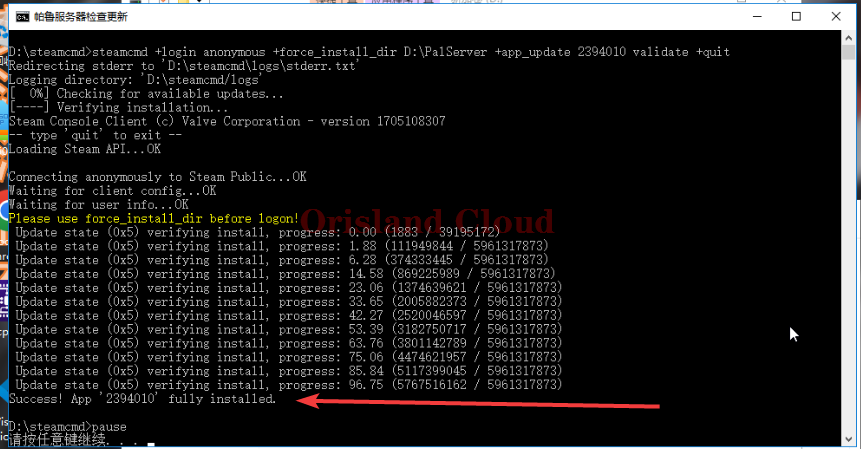 帕鲁服务器检查更新
D:\steamcmd>steamcmd +login anonymous +force_install_dir D:\PalServer +app_update 2394010 validate +quit
Redirecting stderr to 'D:\steamcmd\logs\stderr.txt'
Logging directory: 'D:\steamcmd/logs'
[  0%] Checking for available updates...
[----] Verifying installation...
Steam Console Client (c) Valve Corporation - version 1705108307
-- type 'quit' to exit --
Loading Steam API...OK
Connecting anonymously to Steam Public...OK
Waiting for client config...OK
Waiting for user info...OK
Please use force_install_dir before logon!
Orisland Cloud
Update state (0x5) verifying install, progress: 0.00 (1883 / 39195172)
Update state (0x5) verifying install, progress: 1.88 (111949844 / 5961317873)
Update state (0x5) verifying install, progress: 6.28 (374333445 / 5961317873)
Update state (0x5) verifying install, progress: 14.58 (869225989 / 5961317873)
Update state (0x5) verifying install, progress: 23.06 (1374639621 / 5961317873)
Update state (0x5) verifying install, progress: 33.65 (2005882373 / 5961317873)
Update state (0x5) verifying install, progress: 42.27 (2520046597 / 5961317873)
Update state (0x5) verifying install, progress: 53.39 (3182750717 / 5961317873)
Update state (0x5) verifying install, progress: 63.76 (3801142789 / 5961317873)
Update state (0x5) verifying install, progress: 75.06 (4474621957 / 5961317873)
Update state (0x5) verifying install, progress: 85.84 (5117399045 / 5961317873)
Update state (0x5) verifying install, progress: 96.75 (5767516162 / 5961317873)
Success! App '2394010' fully installed.
D:\steamcmd>pause
请按任意键继续. . .